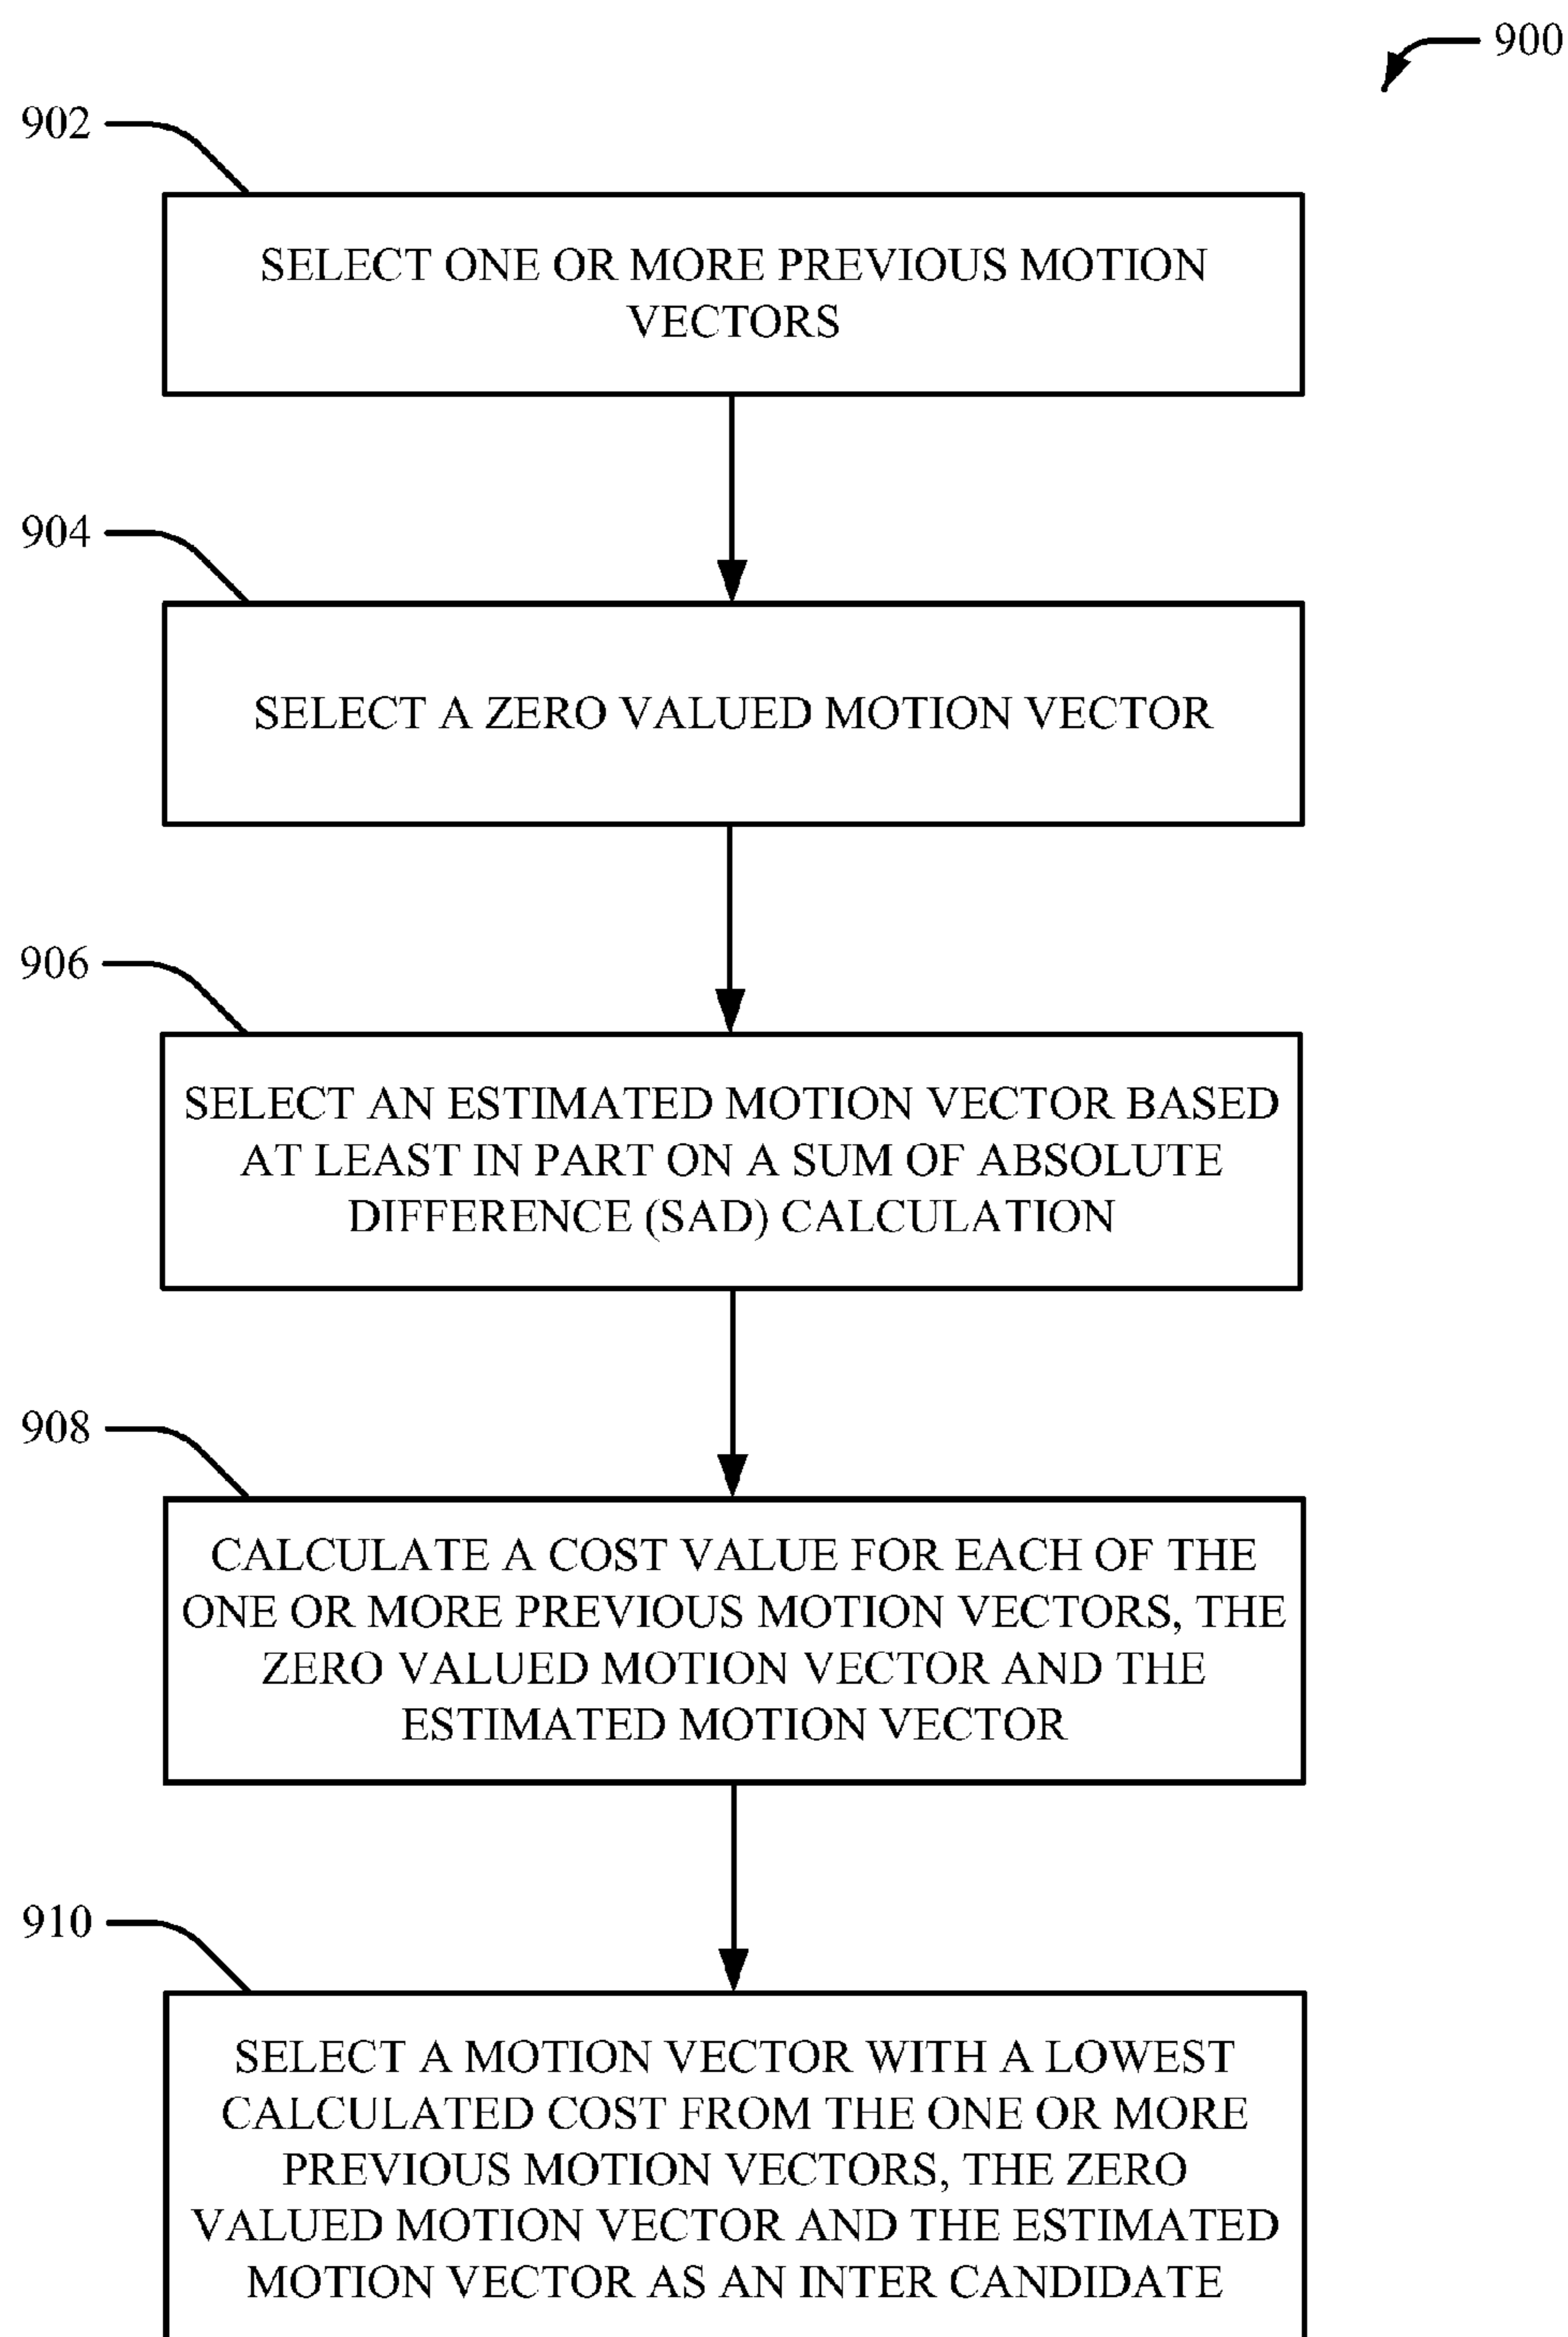 900
902
SELECT ONE OR MORE PREVIOUS MOTION
VECTORS
904
SELECT A ZERO VALUED MOTION VECTOR
906
SELECT AN ESTIMATED MOTION VECTOR BASED
AT LEAST IN PART ON A SUM OF ABSOLUTE
DIFFERENCE (SAD) CALCULATION
908
CALCULATE A COST VALUE FOR EACH OF THE
ONE OR MORE PREVIOUS MOTION VECTORS, THE
ZERO VALUED MOTION VECTOR AND THE
ESTIMATED MOTION VECTOR
910
SELECT A MOTION VECTOR WITH A LOWEST
CALCULATED COST FROM THE ONE OR MORE
PREVIOUS MOTION VECTORS, THE ZERO
VALUED MOTION VECTOR AND THE ESTIMATED
MOTION VECTOR AS AN INTER CANDIDATE